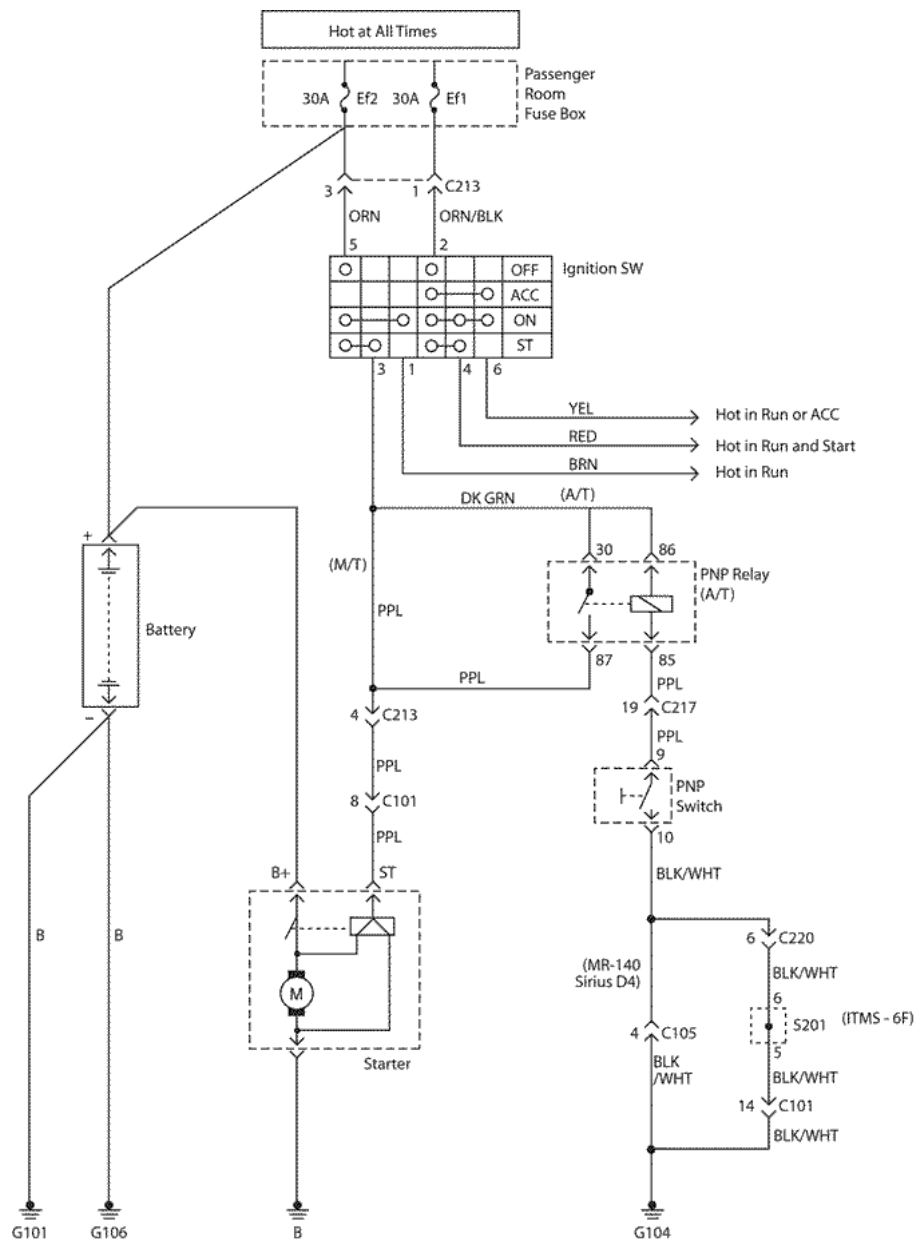 Hot at All Times
Passenger
Room
Fuse Box
30A
Ef2
30A
Ef1
3
1
C213
ORN
ORN/BLK
5
2
Ignition SW
OFF
ACC
ON
ST
3
1
4
6
YEL
Hot in Run or ACC
RED
Hot in Run and Start
BRN
Hot in Run
DK GRN
(A/T)
+
30
86
(M/T)
PNP Relay
(A/T)
PPL
Battery
87
85
PPL
PPL
–
4
C213
19
C217
PPL
9
PPL
PNP
Switch
8
C101
10
PPL
B+
ST
BLK/WHT
B
B
6
C220
(MR-140
Sirius D4)
BLK/WHT
6
M
S201
(ITMS - 6F)
4
C105
5
Starter
BLK
/WHT
BLK/WHT
14
C101
BLK/WHT
G101
G106
B
G104